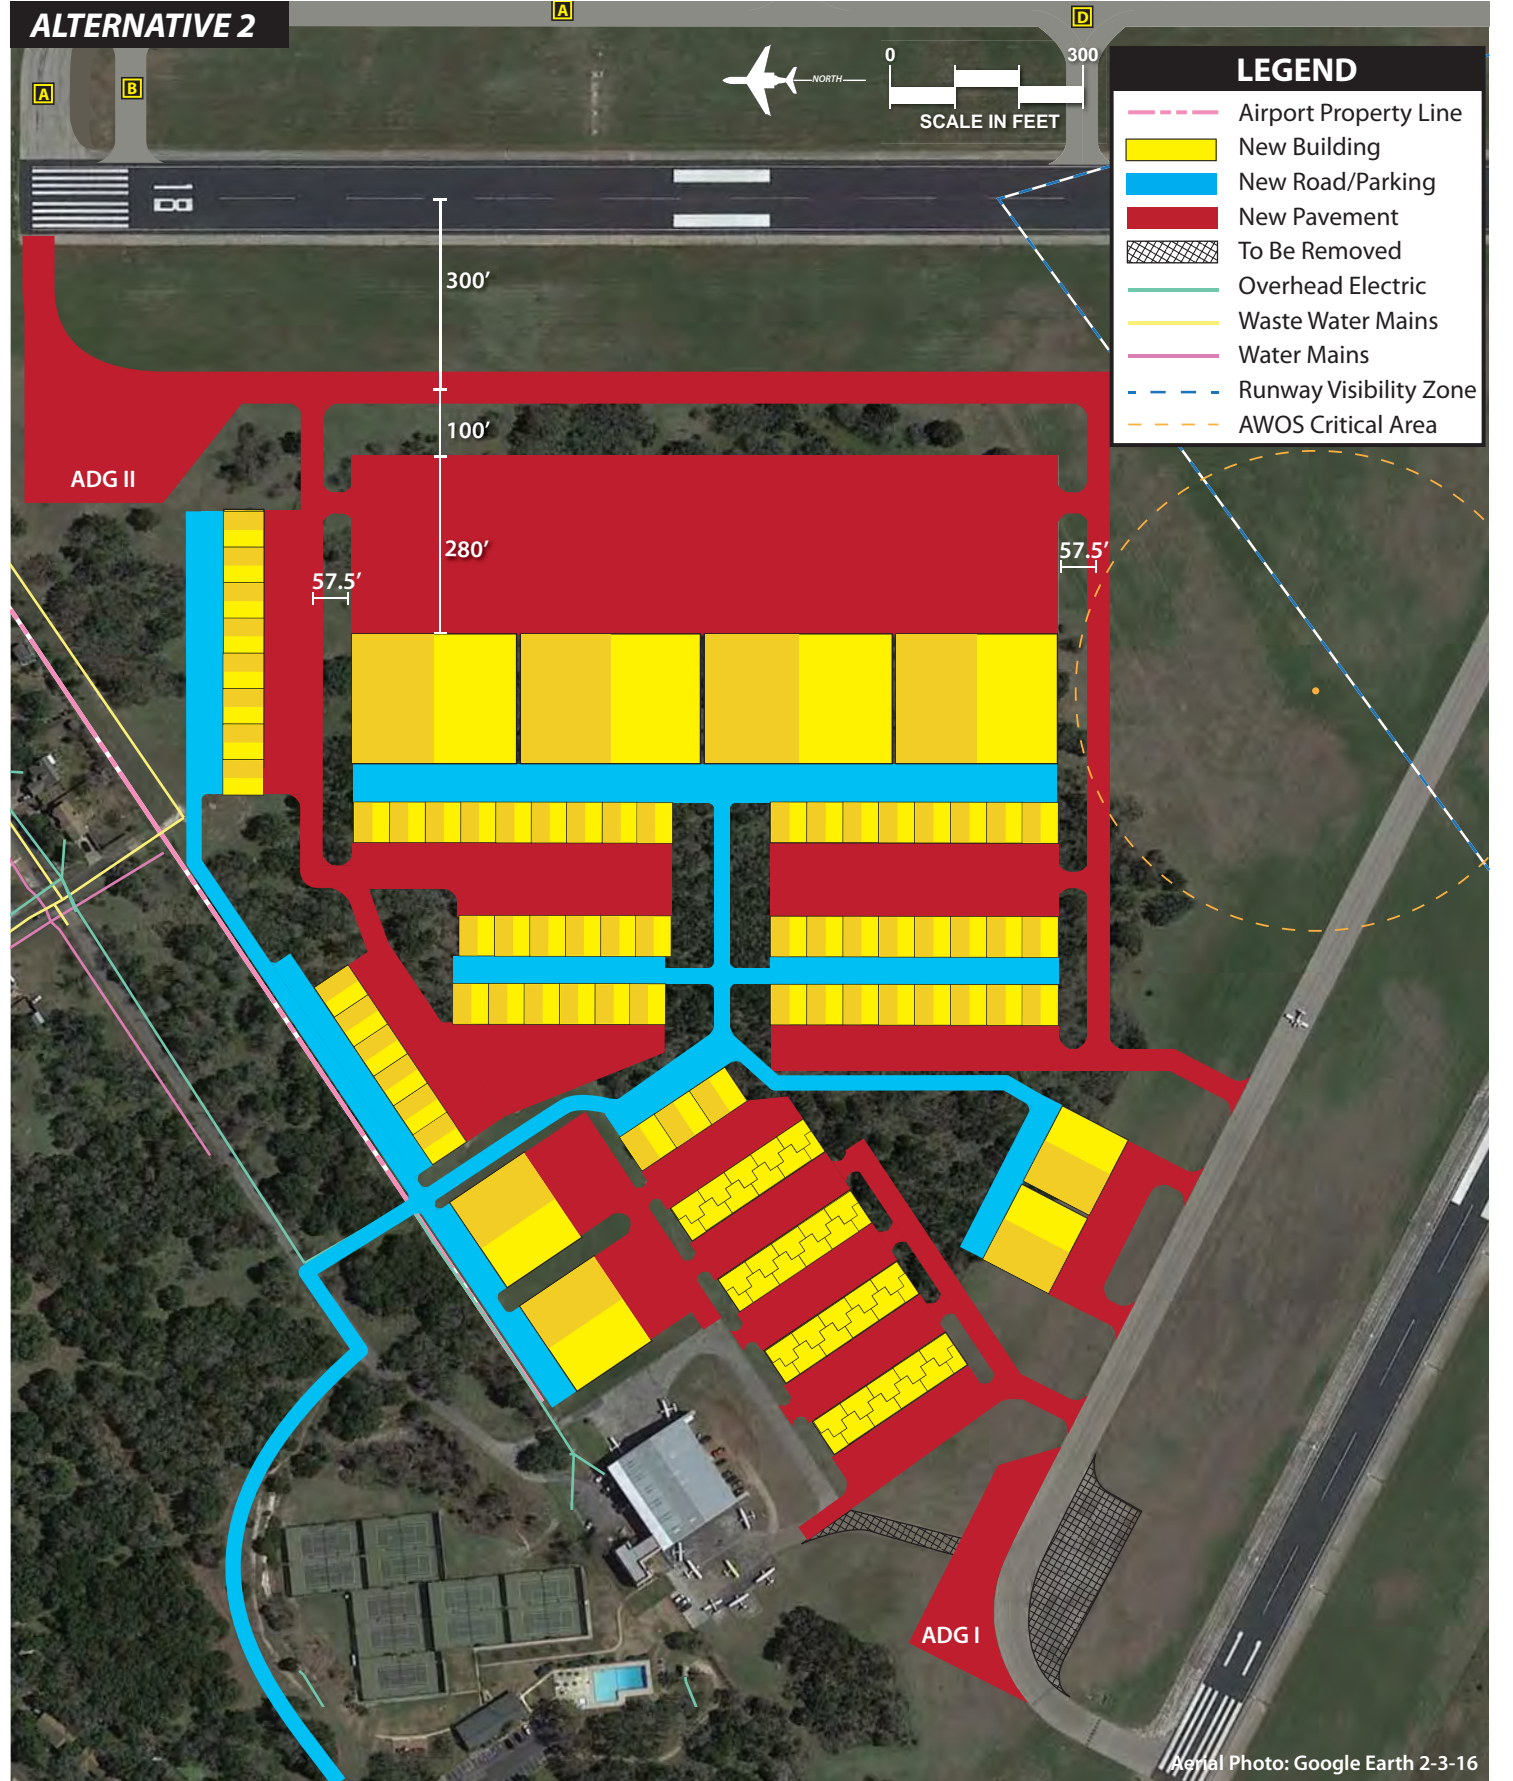 ALTERNATIVE 2
A
D
A
B
NORTH
0
300
SCALE IN FEET
LEGEND
Airport Property Line
New Building
New Road/Parking
New Pavement
To Be Removed
Overhead Electric
Waste Water Mains
Water Mains
Runway Visibility Zone
AWOS Critical Area
18
300’
100’
ADG II
280’
57.5’
57.5’
ADG I
11
Aerial Photo: Google Earth 2-3-16